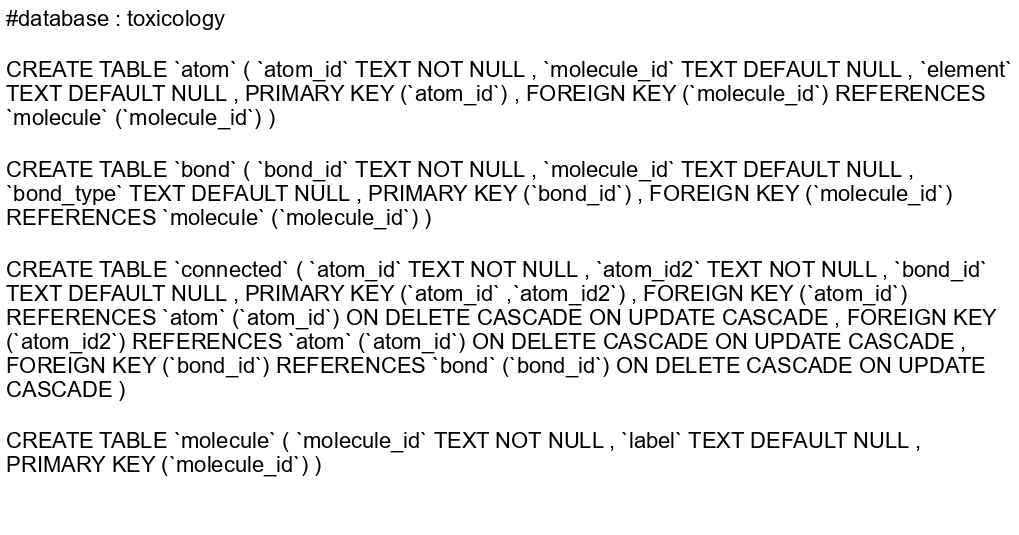 #database : toxicology
CREATE TABLE `atom` ( `atom_id` TEXT NOT NULL , `molecule_id` TEXT DEFAULT NULL , `element`
TEXT DEFAULT NULL , PRIMARY KEY (`atom_id`) , FOREIGN KEY (`molecule_id`) REFERENCES
`molecule` (`molecule_id`) )
CREATE TABLE `bond` ( `bond_id` TEXT NOT NULL , `molecule_id` TEXT DEFAULT NULL ,
`bond_type` TEXT DEFAULT NULL , PRIMARY KEY (`bond_id`) , FOREIGN KEY (`molecule_id`)
REFERENCES `molecule` (`molecule_id`) )
CREATE TABLE `connected` ( `atom_id` TEXT NOT NULL , `atom_id2` TEXT NOT NULL , `bond_id`
TEXT DEFAULT NULL , PRIMARY KEY (`atom_id` ,`atom_id2`) , FOREIGN KEY (`atom_id`)
REFERENCES `atom` (`atom_id`) ON DELETE CASCADE ON UPDATE CASCADE , FOREIGN KEY
(`atom_id2`) REFERENCES `atom` (`atom_id`) ON DELETE CASCADE ON UPDATE CASCADE ,
FOREIGN KEY (`bond_id`) REFERENCES `bond` (`bond_id`) ON DELETE CASCADE ON UPDATE
CASCADE )
CREATE TABLE `molecule` ( `molecule_id` TEXT NOT NULL , `label` TEXT DEFAULT NULL ,
PRIMARY KEY (`molecule_id`) )